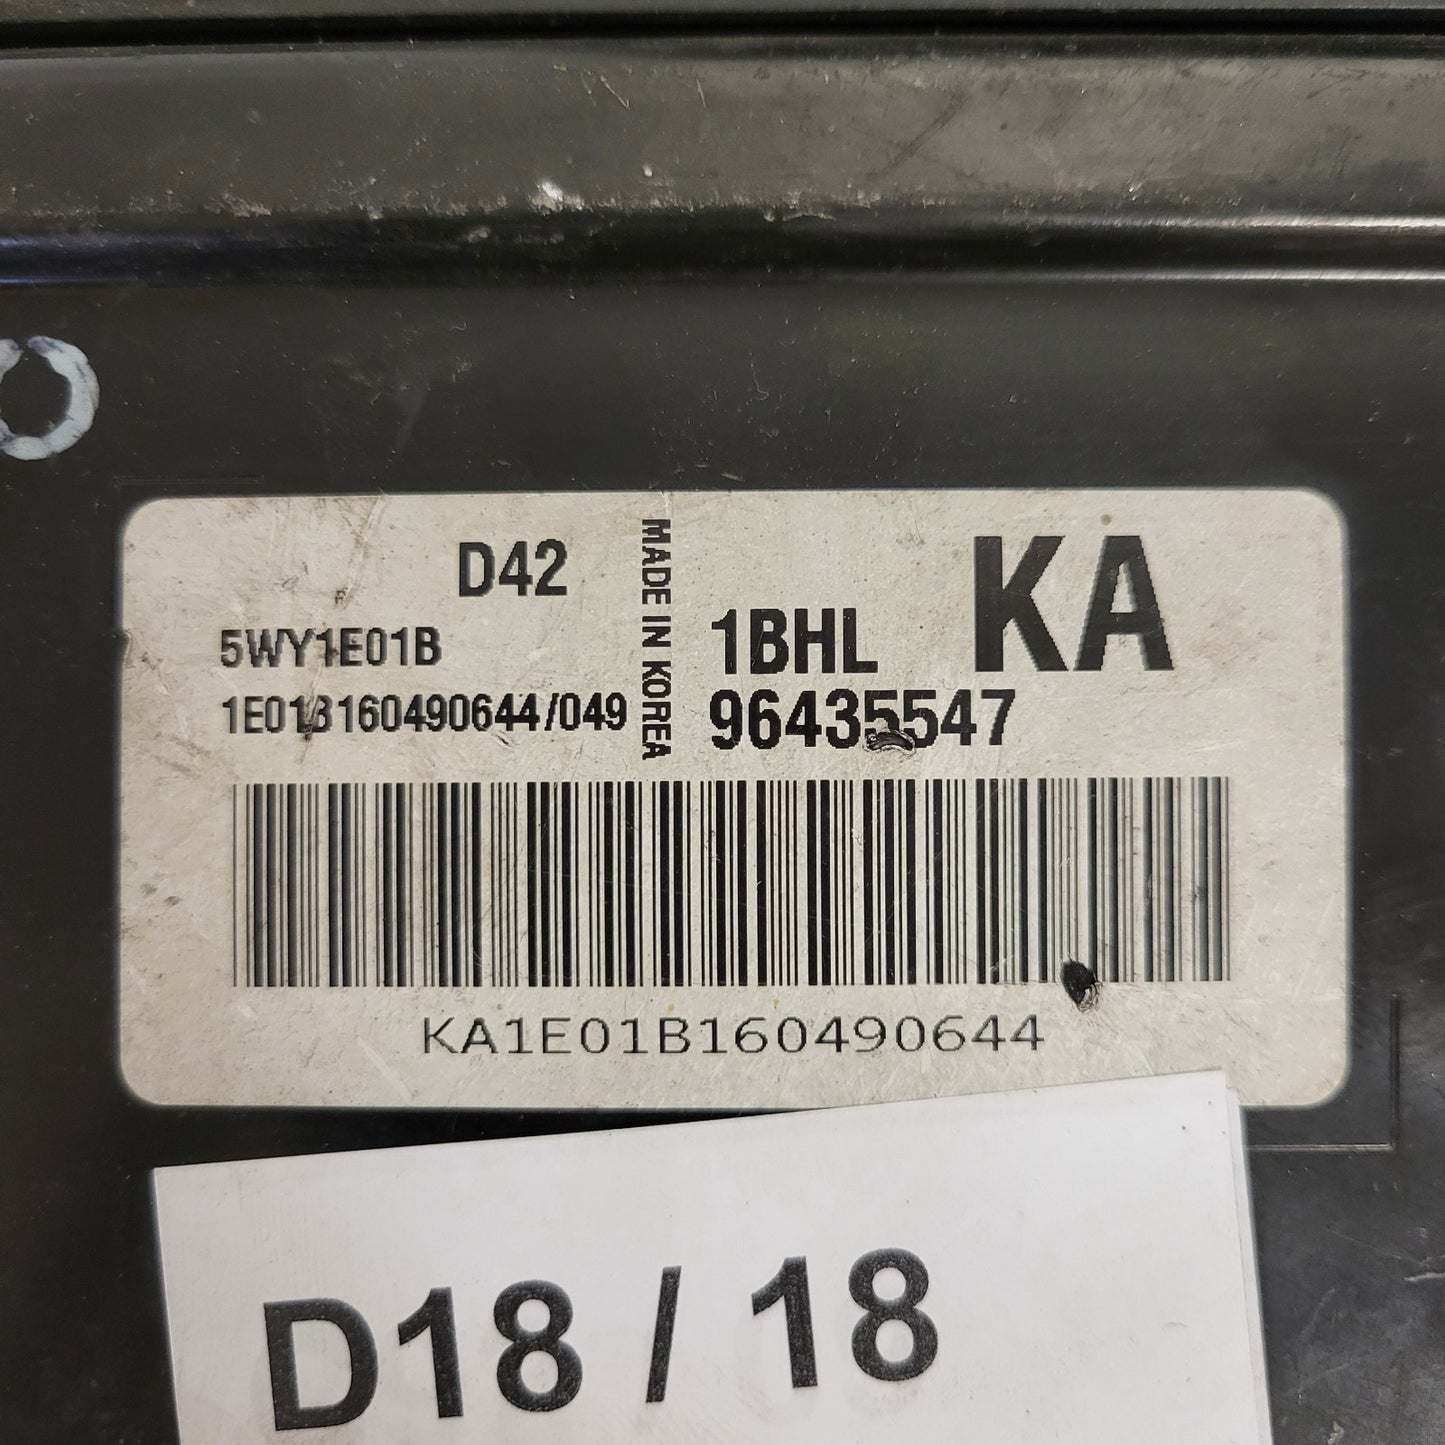 D42
5WY1E01B
1E01B160490644/049
MADE IN KOREA
1BHL
KA
96435547
KA1E01B160490644
D18 / 18